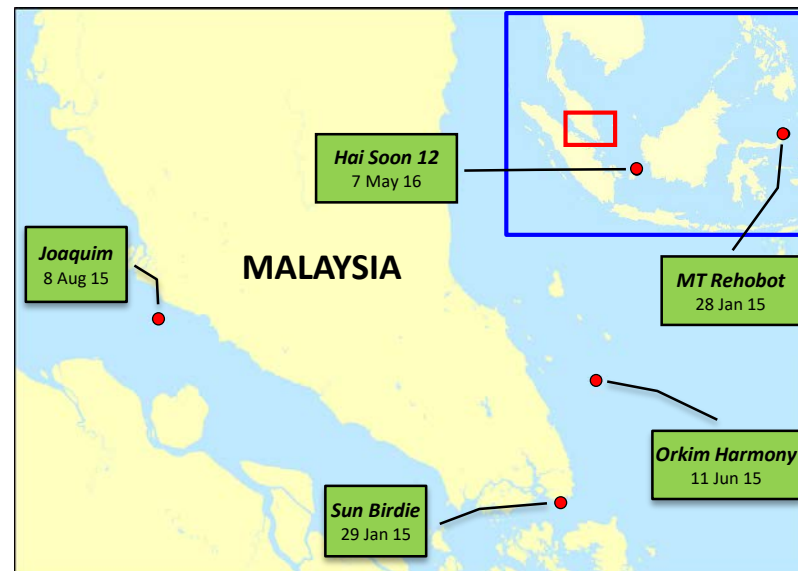 Hai Soon 12
7 May 16
Joaquim
8 Aug 15
MALAYSIA
MT Rehobot
28 Jan 15
Orkim Harmony
11 Jun 15
Sun Birdie
29 Jan 15